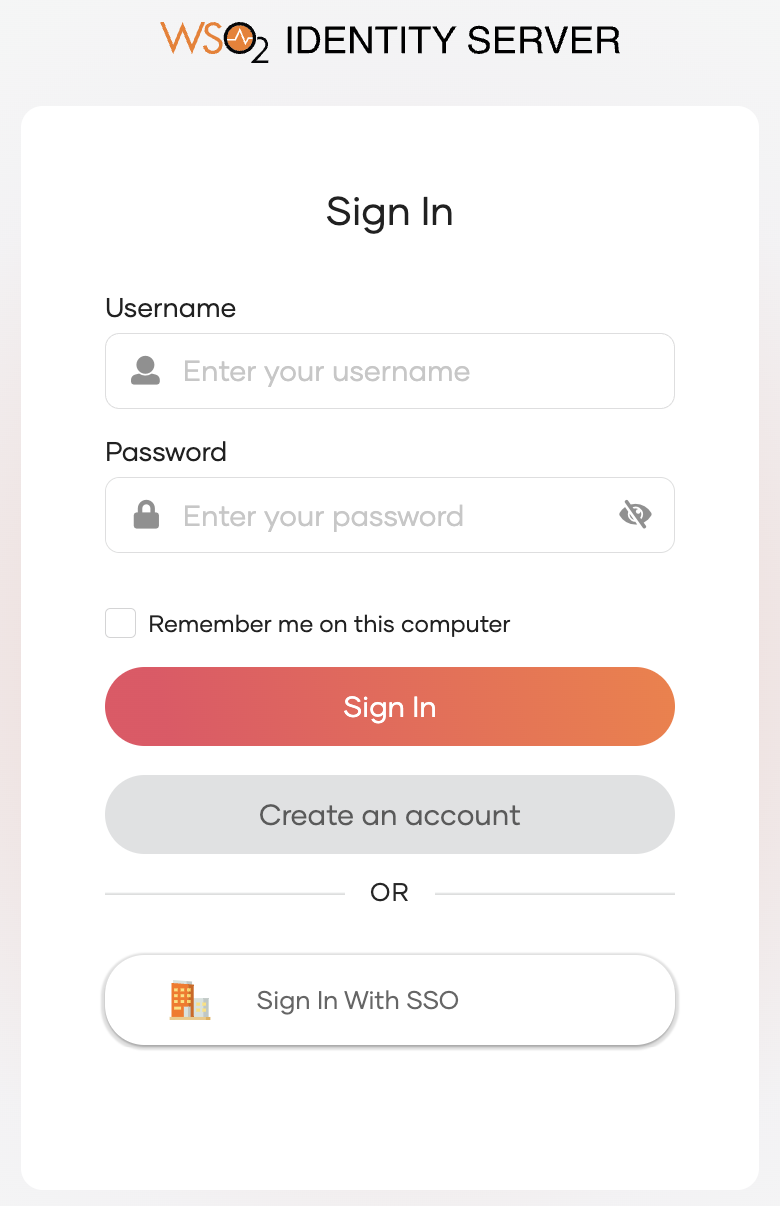 WSO2 IDENTITY SERVER
Sign In
Username
Enter your username
Password
Enter your password
Remember me on this computer
Sign In
Create an account
OR
Sign In With SSO